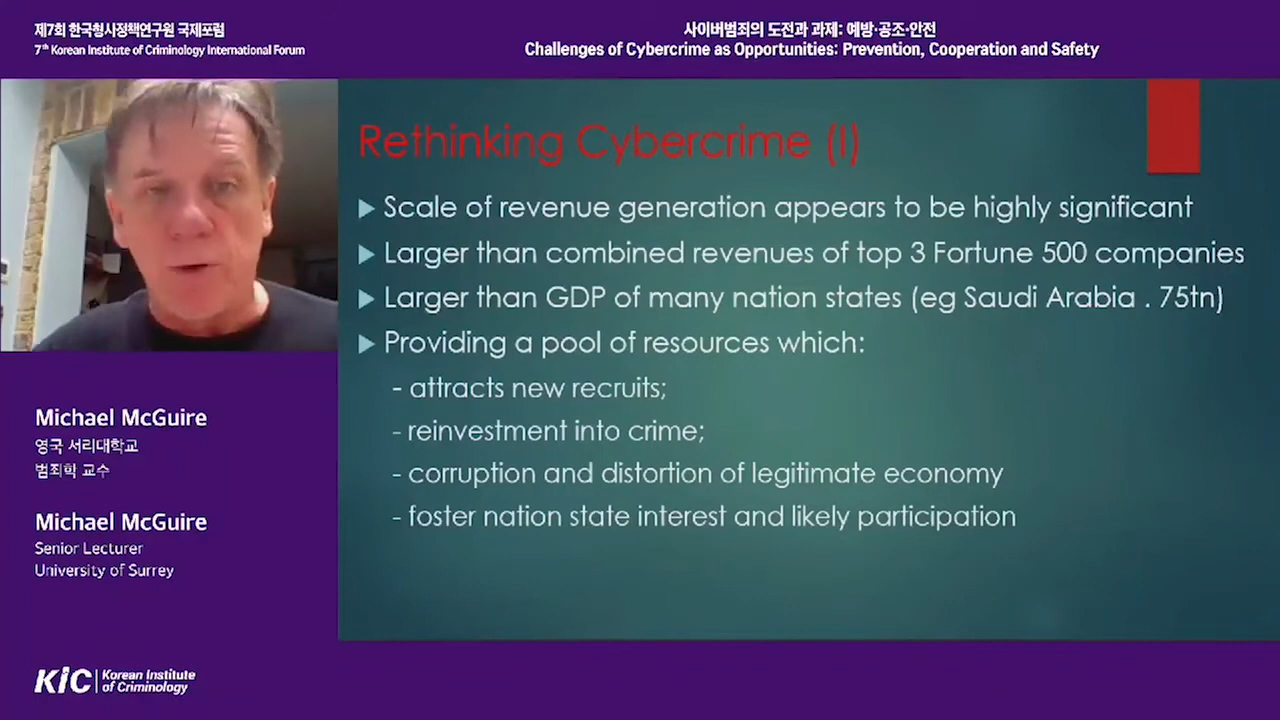 제7회 한국형사정책연구원 국제포럼
7th Korean Institute of Criminology International Forum
사이버범죄의 도전과 과제: 예방·공조·안전
Challenges of Cybercrime as Opportunities: Prevention, Cooperation and Safety
Rethinking Cybercrime (I)
Scale of revenue generation appears to be highly significant
Larger than combined revenues of top 3 Fortune 500 companies
Larger than GDP of many nation states (eg Saudi Arabia . 75tn)
Providing a pool of resources which:
- attracts new recruits;
- reinvestment into crime;
- corruption and distortion of legitimate economy
- foster nation state interest and likely participation
Michael McGuire
영국 서리대학교
범죄학 교수
Michael McGuire
Senior Lecturer
University of Surrey
KIC
Korean Institute
of Criminology